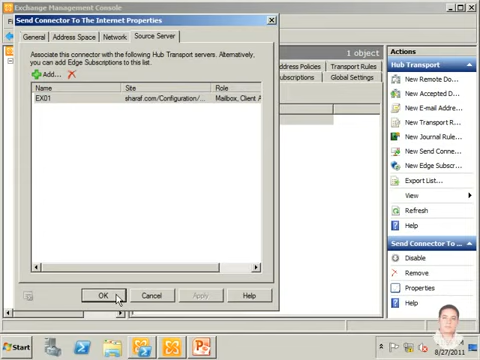 Exchange Management Console
Send Connector To The Internet Properties
General
Address Space
Network
Source Server
Associate this connector with the following Hub Transport servers. Alternatively,
you can add Edge Subscriptions to this list.
Add...
Name
Site
Role
EX01
sharaf.com/Configuration/...
Mailbox, Client A
OK
Cancel
Apply
Help
1 object
Address Policies
Transport Rules
Subscriptions
Global Settings
Actions
Hub Transport
New Remote Do...
New Accepted D...
New E-mail Addre...
New Transport R...
New Journal Rule...
New Send Conne...
New Edge Subscr...
Export List...
View
Refresh
Help
Send Connector To ...
Disable
Remove
Properties
Help
Start
8/27/2011